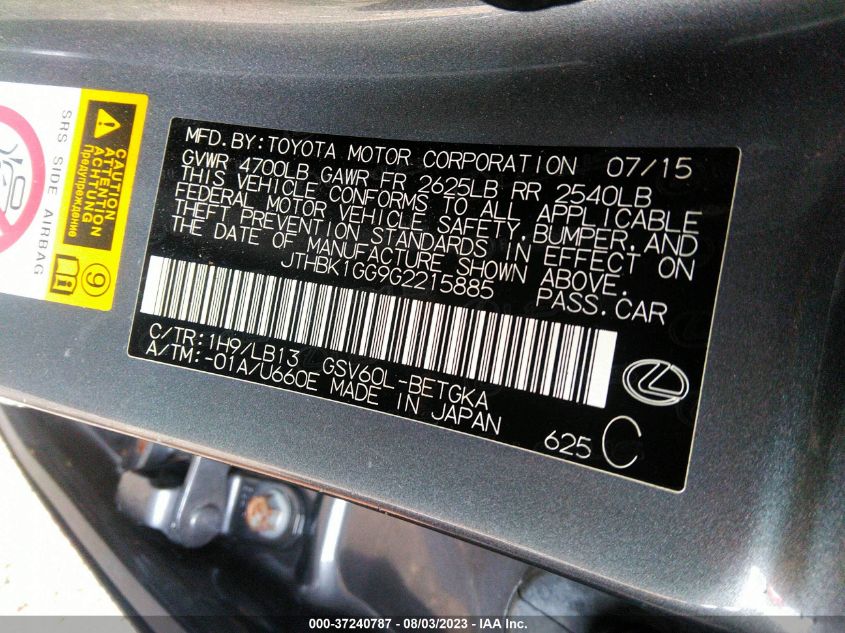 CAUTION
ATTENTION
ACHTUNG
Предупреждение
SRS SIDE AIRBAG
9
MFD. BY: TOYOTA MOTOR CORPORATION 07/15
GVWR 4700LB GAWR FR 2625LB RR 2540LB
THIS VEHICLE CONFORMS TO ALL APPLICABLE
FEDERAL MOTOR VEHICLE SAFETY, BUMPER, AND
THEFT PREVENTION STANDARDS IN EFFECT ON
THE DATE OF MANUFACTURE SHOWN ABOVE.
JTHBK1GG9G2215885 PASS. CAR
C/TR: 1H9/LB13 GSV60L-BETGKA
A/TM: -01A/U660E MADE IN JAPAN
625 C
000-37240787 - 08/03/2023 - IAA Inc.